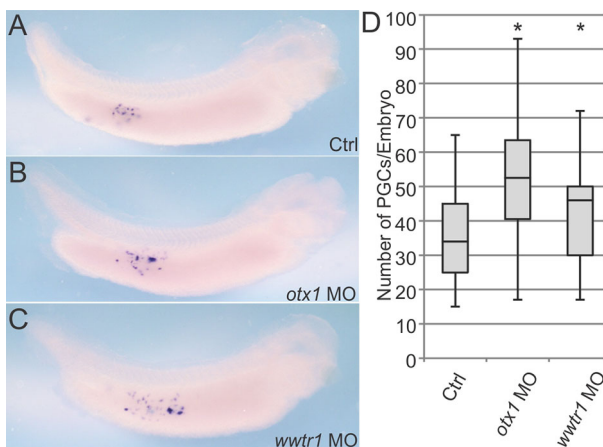 A
Ctrl
B
otx1 MO
C
wwtr1 MO
D
Number of PGCs/Embryo
100
90
80
70
60
50
40
30
20
10
0
*
*
Ctrl
otx1 MO
wwtr1 MO